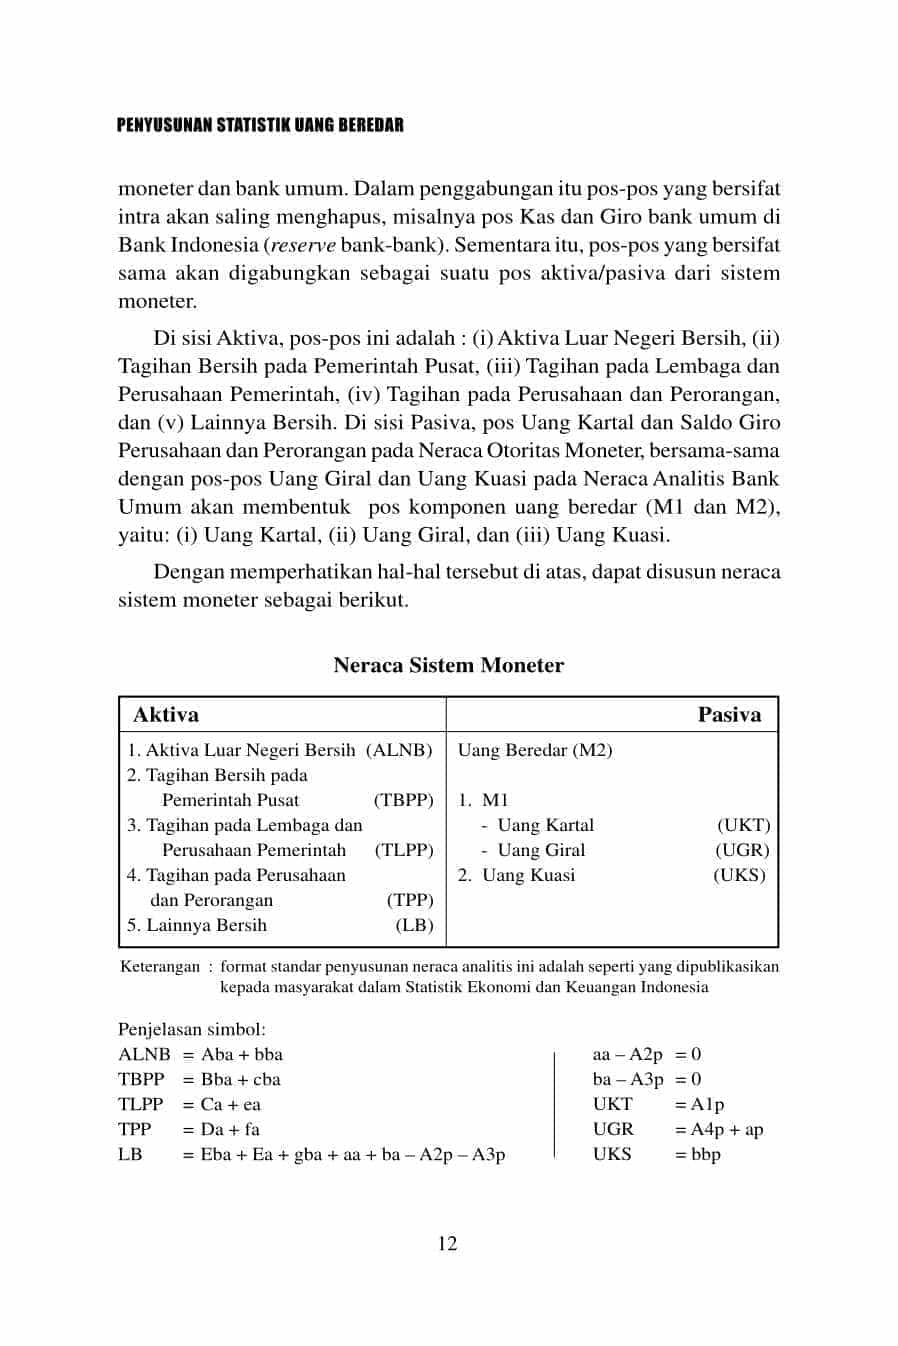 PENYUSUNAN STATISTIK UANG BEREDAR
moneter dan bank umum. Dalam penggabungan itu pos-pos yang bersifat
intra akan saling menghapus, misalnya pos Kas dan Giro bank umum di
Bank Indonesia (reserve bank-bank). Sementara itu, pos-pos yang bersifat
sama akan digabungkan sebagai suatu pos aktiva/pasiva dari sistem
moneter.
Di sisi Aktiva, pos-pos ini adalah : (i) Aktiva Luar Negeri Bersih, (ii)
Tagihan Bersih pada Pemerintah Pusat, (iii) Tagihan pada Lembaga dan
Perusahaan Pemerintah, (iv) Tagihan pada Perusahaan dan Perorangan,
dan (v) Lainnya Bersih. Di sisi Pasiva, pos Uang Kartal dan Saldo Giro
Perusahaan dan Perorangan pada Neraca Otoritas Moneter, bersama-sama
dengan pos-pos Uang Giral dan Uang Kuasi pada Neraca Analitis Bank
Umum akan membentuk pos komponen uang beredar (M1 dan M2),
yaitu: (i) Uang Kartal, (ii) Uang Giral, dan (iii) Uang Kuasi.
Dengan memperhatikan hal-hal tersebut di atas, dapat disusun neraca
sistem moneter sebagai berikut.
Neraca Sistem Moneter
Aktiva Pasiva
1. Aktiva Luar Negeri Bersih (ALNB) Uang Beredar (M2)
2. Tagihan Bersih pada
Pemerintah Pusat (TBPP) 1. M1
3. Tagihan pada Lembaga dan - Uang Kartal (UKT)
Perusahaan Pemerintah (TLPP) - Uang Giral (UGR)
4. Tagihan pada Perusahaan 2. Uang Kuasi (UKS)
dan Perorangan (TPP)
5. Lainnya Bersih (LB)
Keterangan : format standar penyusunan neraca analitis ini adalah seperti yang dipublikasikan
kepada masyarakat dalam Statistik Ekonomi dan Keuangan Indonesia
Penjelasan simbol:
ALNB = Aba + bba aa – A2p = 0
TBPP = Bba + cba ba – A3p = 0
TLPP = Ca + ea UKT = A1p
TPP = Da + fa UGR = A4p + ap
LB = Eba + Ea + gba + aa + ba – A2p – A3p UKS = bbp
12